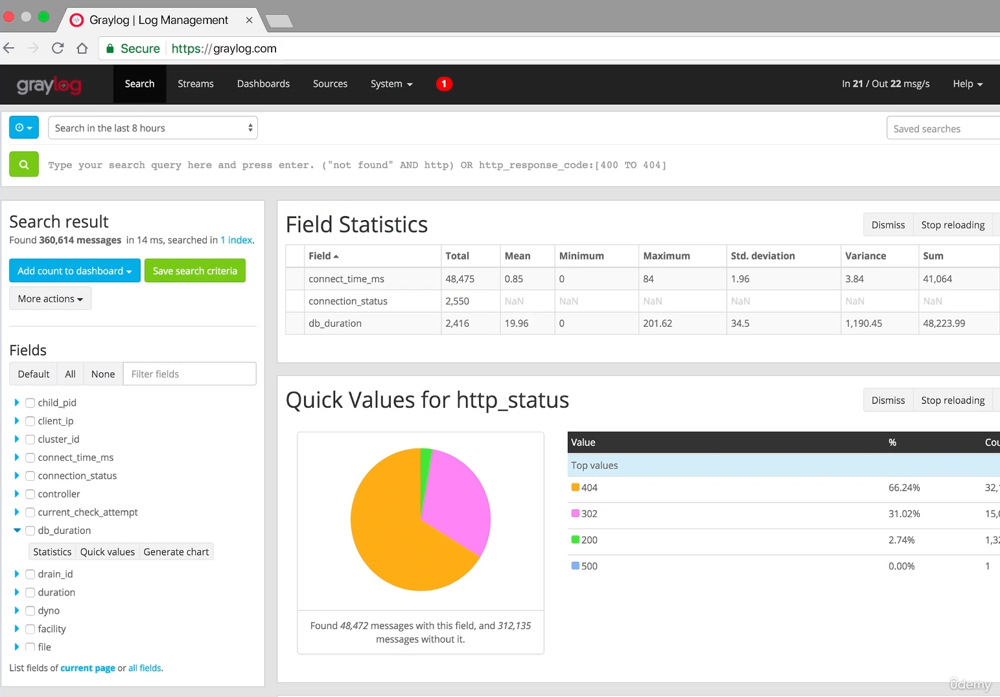 Graylog | Log Management
Secure https://graylog.com
graylog Search Streams Dashboards Sources System 1 In 21 / Out 22 msg/s Help
Search in the last 8 hours Saved searches
Type your search query here and press enter. ("not found" AND http) OR http_response_code:[400 TO 404]
Search result
Found 360,614 messages in 14 ms, searched in 1 index.
Add count to dashboard Save search criteria
More actions
Fields
Default All None Filter fields
child_pid
client_ip
cluster_id
connect_time_ms
connection_status
controller
current_check_attempt
db_duration
Statistics Quick values Generate chart
drain_id
duration
dyno
facility
file
List fields of current page or all fields.
Field Statistics Dismiss Stop reloading
Field Total Mean Minimum Maximum Std. deviation Variance Sum
connect_time_ms 48,475 0.85 0 84 1.96 3.84 41,064
connection_status 2,550 NaN NaN NaN NaN NaN NaN
db_duration 2,416 19.96 0 201.62 34.5 1,190.45 48,223.99
Quick Values for http_status Dismiss Stop reloading
Value % Cou
Top values
404 66.24% 32,
302 31.02% 15,0
200 2.74% 1,32
500 0.00% 1
Found 48,472 messages with this field, and 312,135
messages without it.
ûdemy